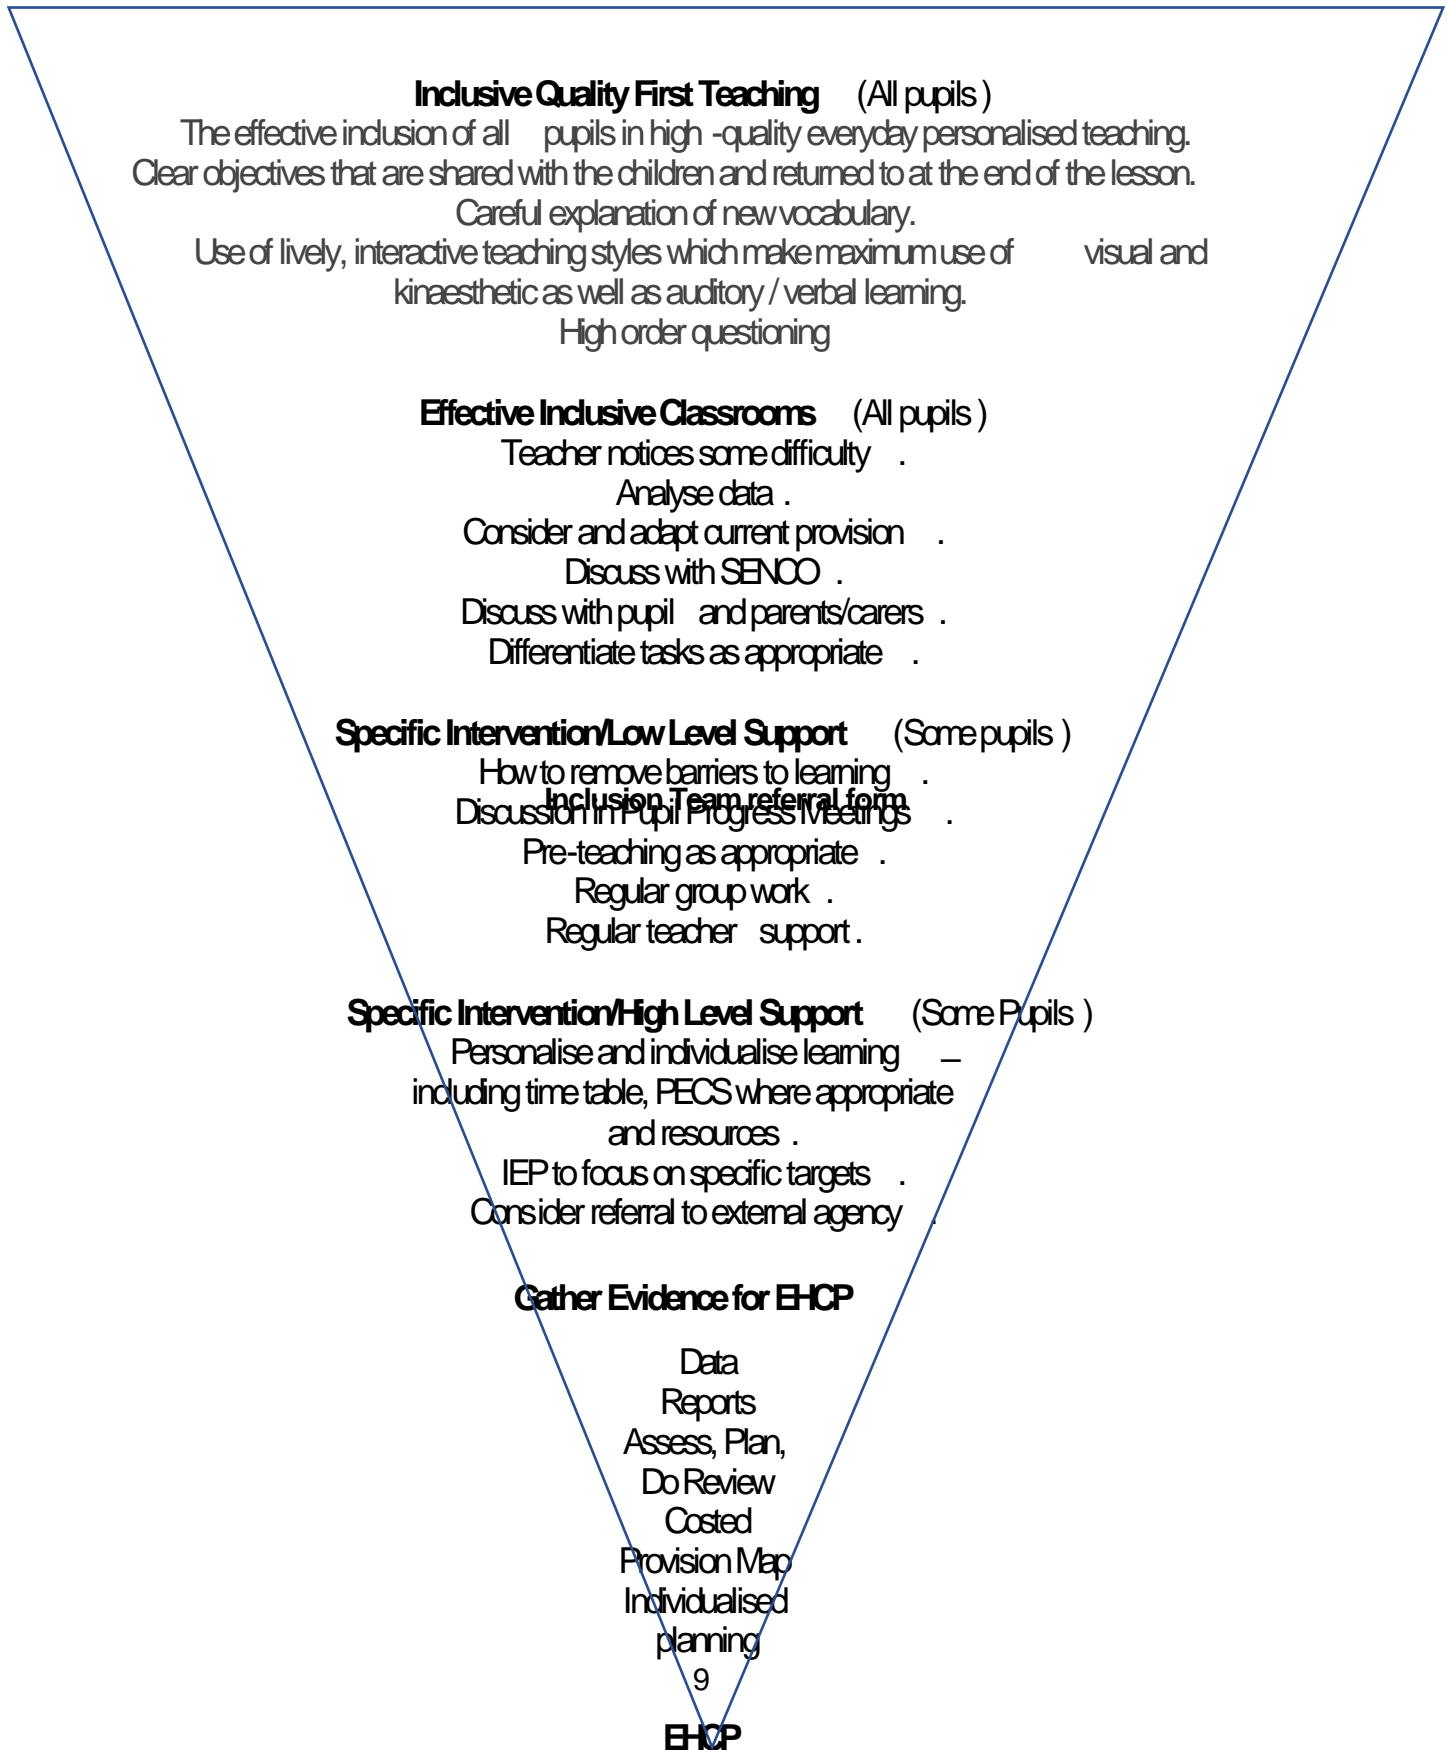 Inclusive Quality First Teaching (All pupils )
The effective inclusion of all pupils in high -quality everyday personalised teaching.
Clear objectives that are shared with the children and returned to at the end of the lesson.
Careful explanation of new vocabulary.
Use of lively, interactive teaching styles which make maximum use of visual and
kinaesthetic as well as auditory / verbal learning.
High order questioning
Effective Inclusive Classrooms (All pupils )
Teacher notices some difficulty .
Analyse data .
Consider and adapt current provision .
Discuss with SENCO .
Discuss with pupil and parents/carers .
Differentiate tasks as appropriate .
Specific Intervention/Low Level Support (Some pupils )
How to remove barriers to learning .
Inclusion Team referral form
Discussion in Pupil Progress Meetings .
Pre-teaching as appropriate .
Regular group work .
Regular teacher support .
Specific Intervention/High Level Support (Some Pupils )
Personalise and individualise learning –
including time table, PECS where appropriate
and resources .
IEP to focus on specific targets .
Consider referral to external agency .
Gather Evidence for EHCP
Data
Reports
Assess, Plan,
Do Review
Costed
Provision Map
Individualised
planning
9
EHCP